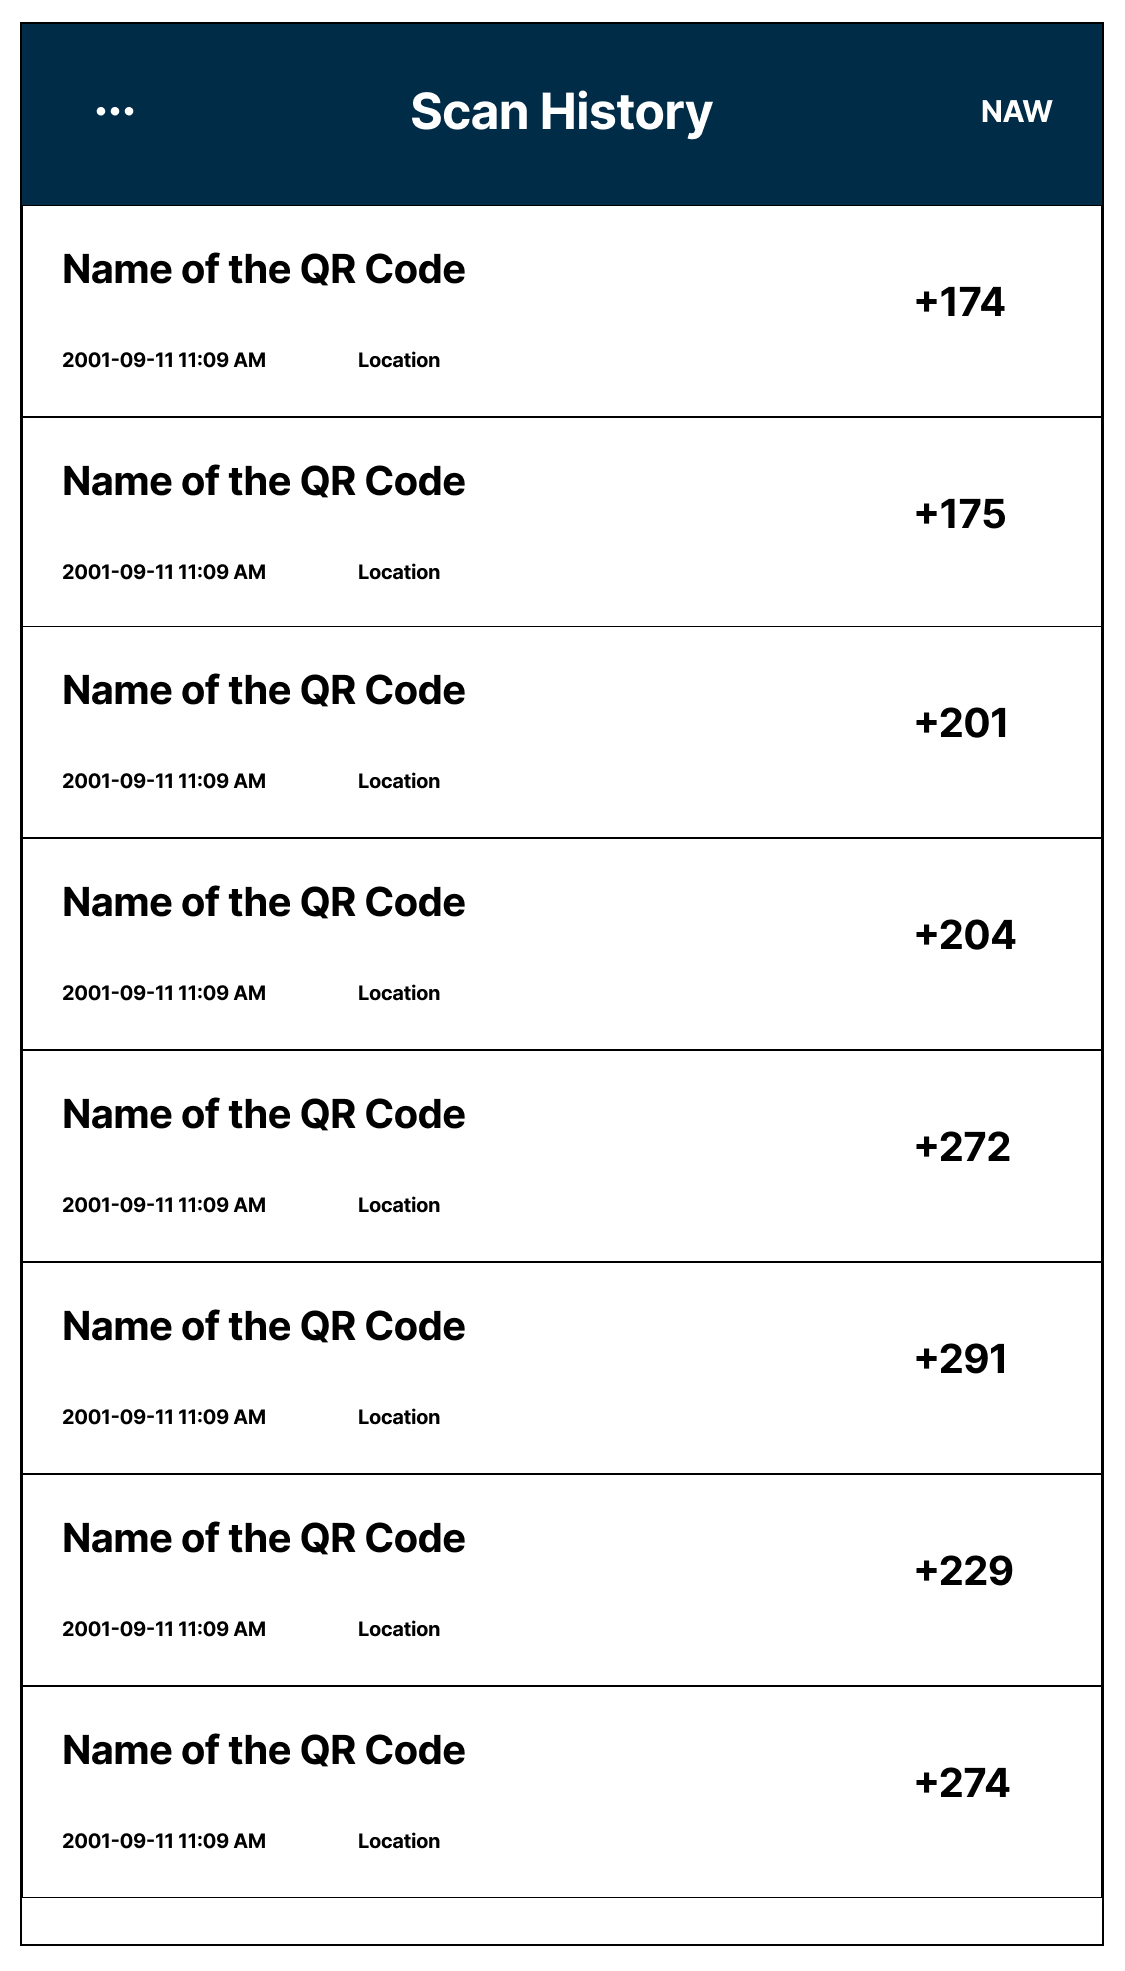 ... Scan History NAW
Name of the QR Code
+174
2001-09-11 11:09 AM Location
Name of the QR Code
+175
2001-09-11 11:09 AM Location
Name of the QR Code
+201
2001-09-11 11:09 AM Location
Name of the QR Code
+204
2001-09-11 11:09 AM Location
Name of the QR Code
+272
2001-09-11 11:09 AM Location
Name of the QR Code
+291
2001-09-11 11:09 AM Location
Name of the QR Code
+229
2001-09-11 11:09 AM Location
Name of the QR Code
+274
2001-09-11 11:09 AM Location